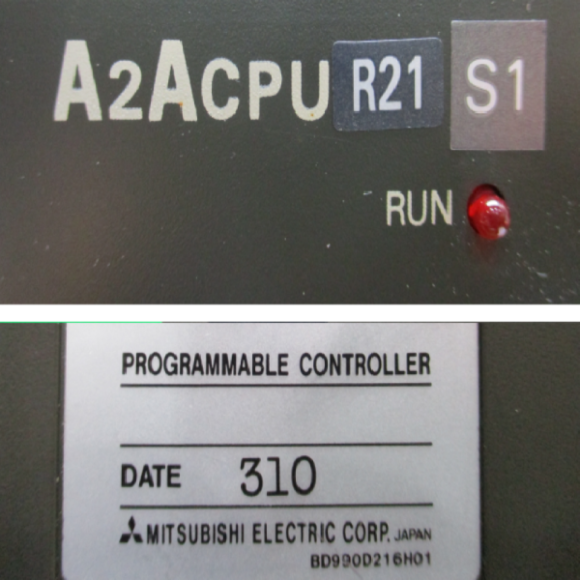 A2ACPU R21 S1
RUN
PROGRAMMABLE CONTROLLER
DATE 310
MITSUBISHI ELECTRIC CORP. JAPAN
BD990D216H01